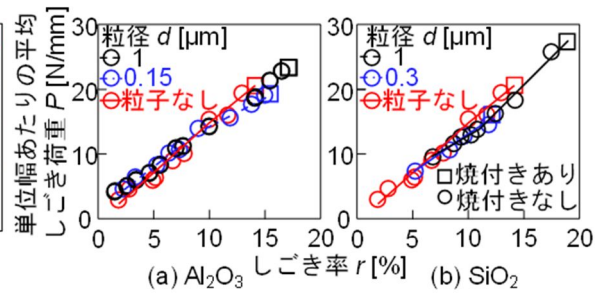 単位幅あたりの平均
しごき荷重 P [N/mm]
30
20
10
0
粒径 d [μm]
1
0.15
粒子なし
0 5 10 15 20
(a) Al2O3
しごき率 r [%]
30
20
10
0
粒径 d [μm]
1
0.3
粒子なし
焼付きあり
焼付きなし
0 5 10 15 20
(b) SiO2